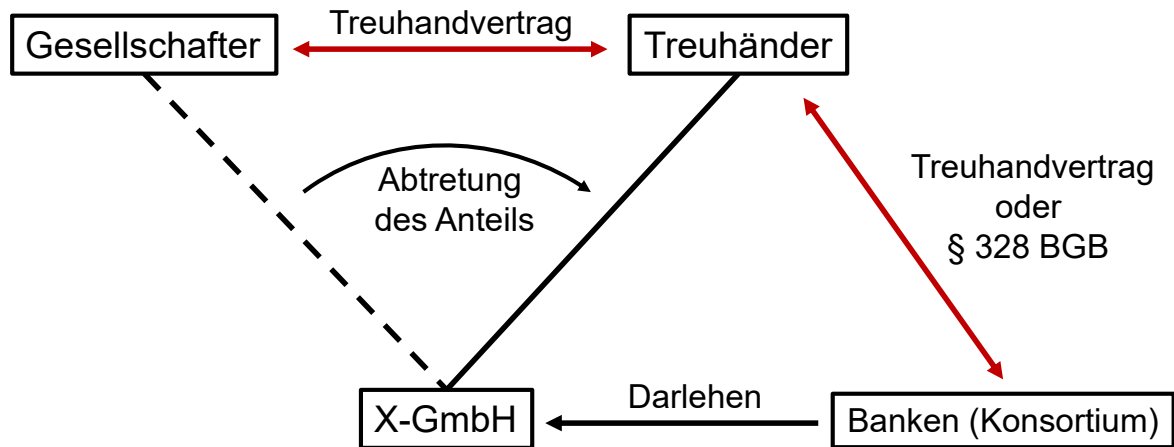 Treuhandvertrag
Gesellschafter
Treuhänder
Abtretung
des Anteils
Treuhandvertrag
oder
§ 328 BGB
Darlehen
X-GmbH
Banken (Konsortium)